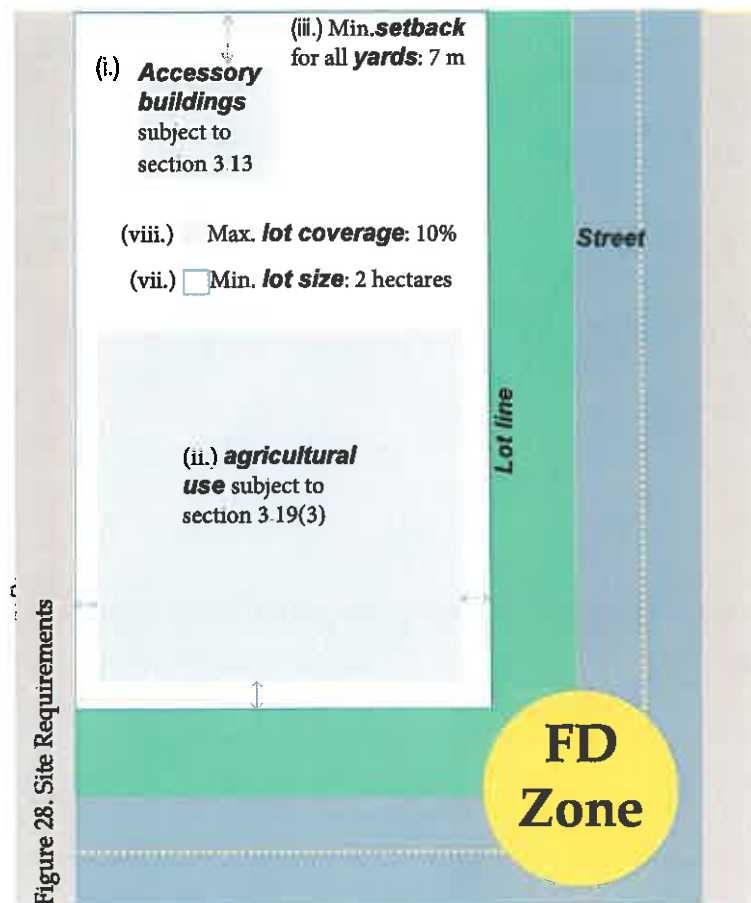 (iii.) Min.setback
for all yards: 7 m
(i.) Accessory
buildings
subject to
section 3.13
(viii.) Max. lot coverage: 10%
(vii.) Min. lot size: 2 hectares
Street
Lot line
(ii.) agricultural
use subject to
section 3.19(3)
FD
Zone
Figure 28. Site Requirements